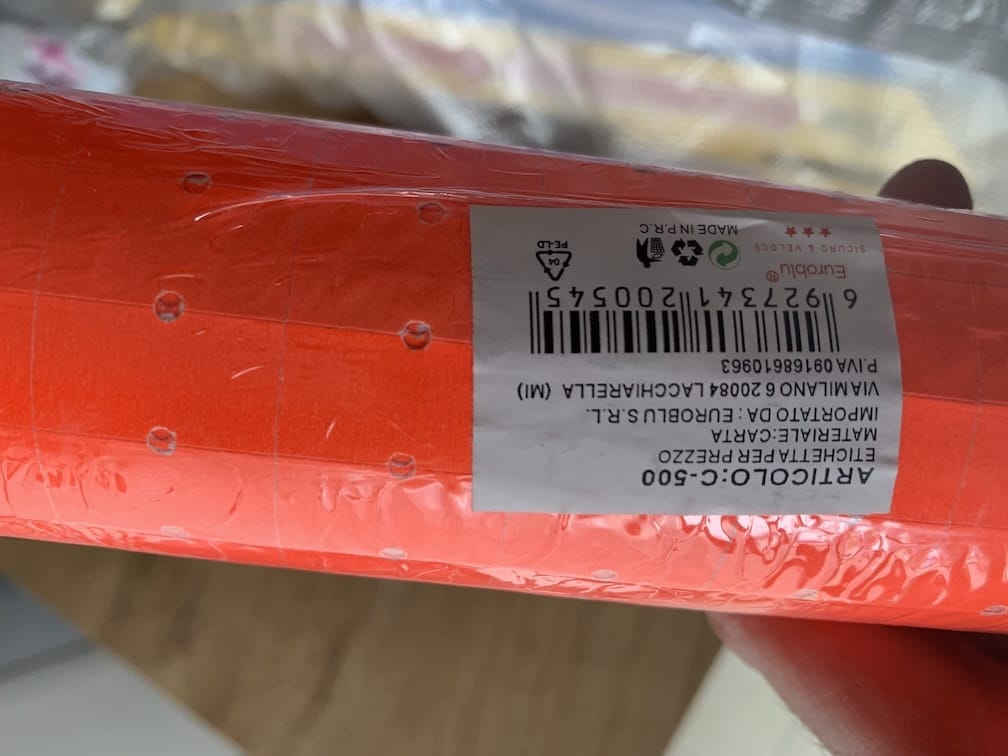 ARTICOLO:C-500
ETICHETTA PER PREZZO
MATERIALE:CARTA
IMPORTATO DA : EUROBLU S.R.L.
VIA MILANO 6 20084 LACCHIARELLA (MI)
P.IVA 09168610963
6 927341 200545
Euroblu®
SICURO & VELOCE
MADE IN P.R.C
04
PE-LD